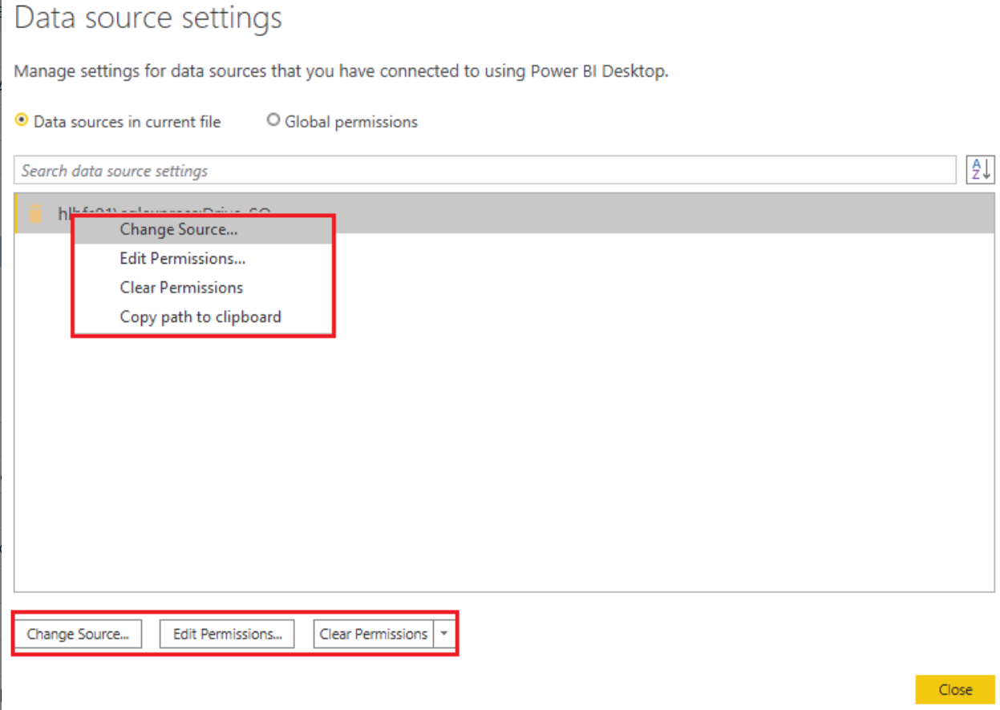 Data source settings
Manage settings for data sources that you have connected to using Power BI Desktop.
Data sources in current file Global permissions
Search data source settings
Change Source...
Edit Permissions...
Clear Permissions
Copy path to clipboard
Change Source... Edit Permissions... Clear Permissions
Close